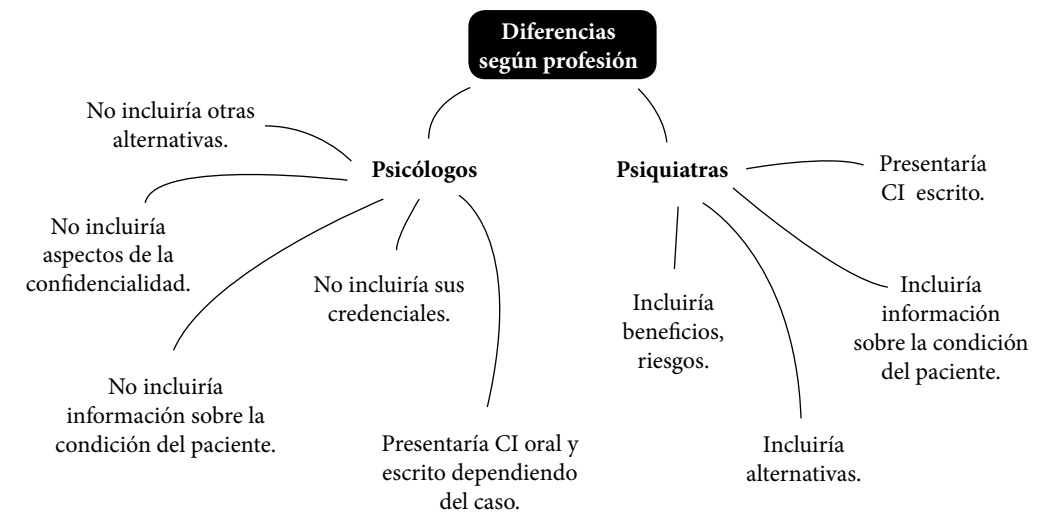 Diferencias
según profesión
Psicólogos
No incluiría otras
alternativas.
No incluiría
aspectos de la
confidencialidad.
No incluiría
información sobre la
condición del paciente.
No incluiría sus
credenciales.
Presentaría CI oral y
escrito dependiendo
del caso.
Psiquiatras
Presentaría
CI escrito.
Incluiría
información
sobre la condición
del paciente.
Incluiría
alternativas.
Incluiría
beneficios,
riesgos.